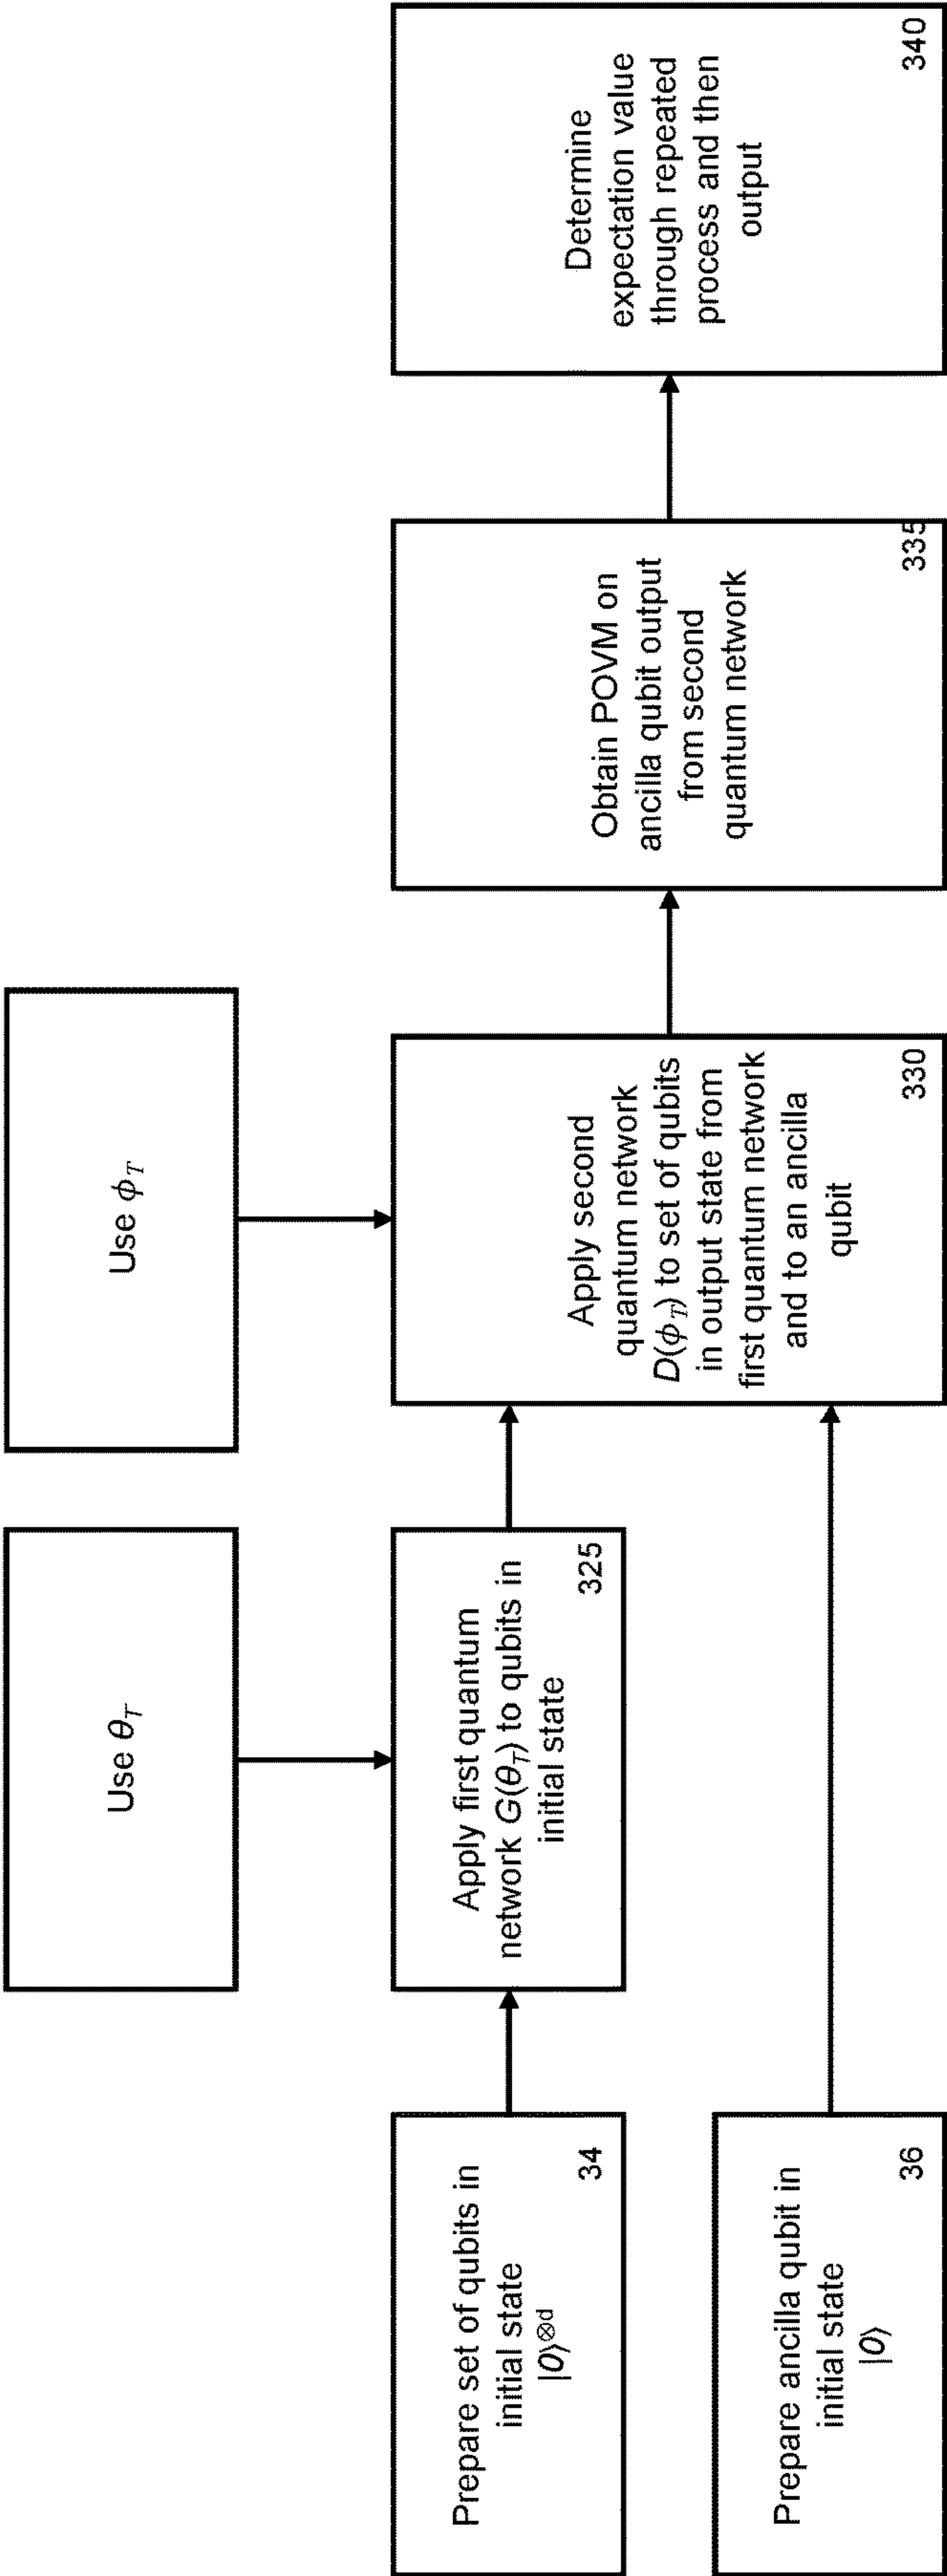 Use θ_T
Use ϕ_T
Prepare set of qubits in
initial state
|0⟩^⊗d
34
Apply first quantum
network G(θ_T) to qubits in
initial state
325
Prepare ancilla qubit in
initial state
|0⟩
36
Apply second
quantum network
D(ϕ_T) to set of qubits
in output state from
first quantum network
and to an ancilla
qubit
330
Obtain POVM on
ancilla qubit output
from second
quantum network
335
Determine
expectation value
through repeated
process and then
output
340